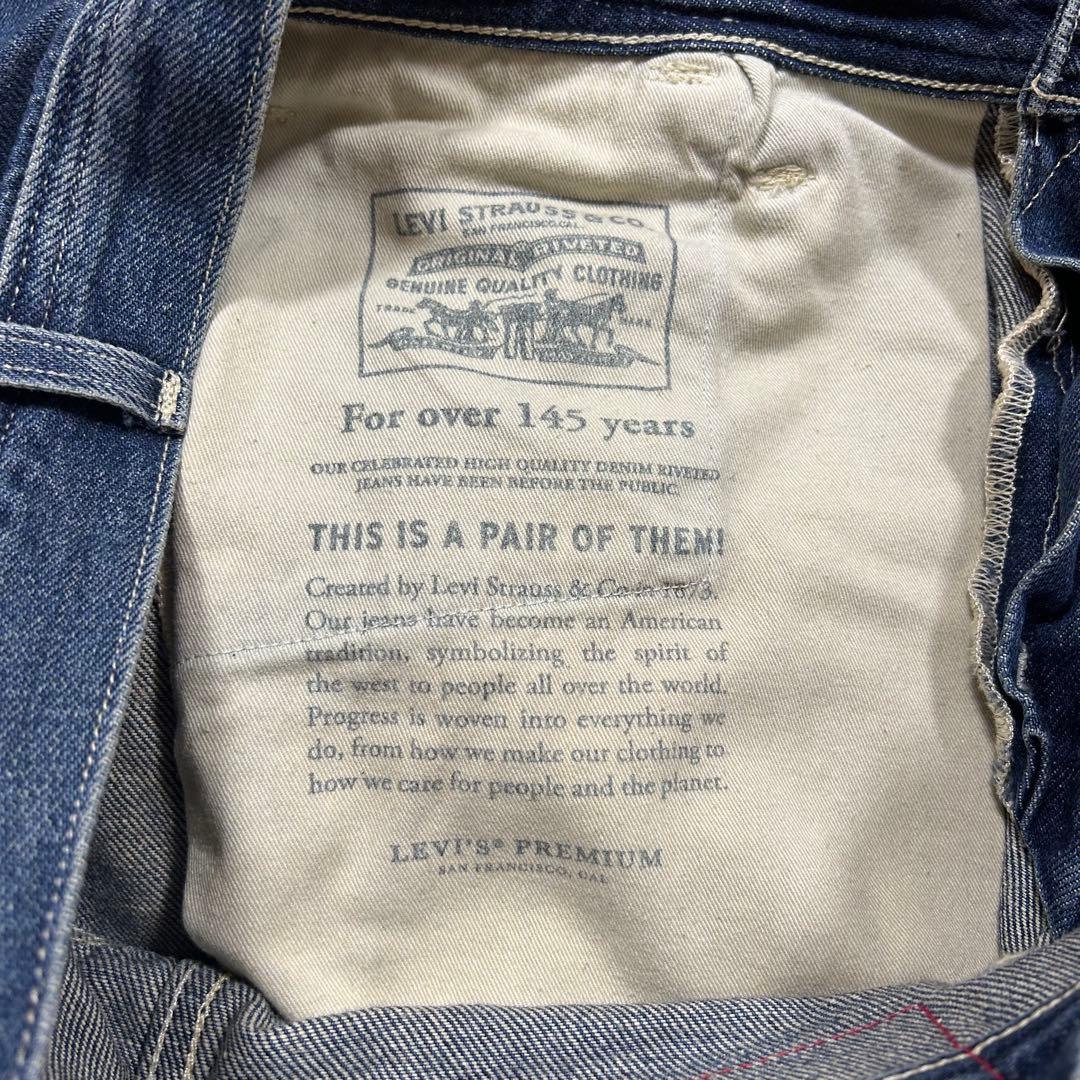 LEVI STRAUSS & CO.
SAN FRANCISCO, CAL.
ORIGINAL RIVETED
GENUINE QUALITY CLOTHING
TRADE MARK
For over 145 years
OUR CELEBRATED HIGH QUALITY DENIM RIVETED
JEANS HAVE BEEN BEFORE THE PUBLIC.
THIS IS A PAIR OF THEM!
Created by Levi Strauss & Co in 1873.
Our jeans have become an American
tradition, symbolizing the spirit of
the west to people all over the world.
Progress is woven into everything we
do, from how we make our clothing to
how we care for people and the planet.
LEVI'S® PREMIUM
SAN FRANCISCO, CAL